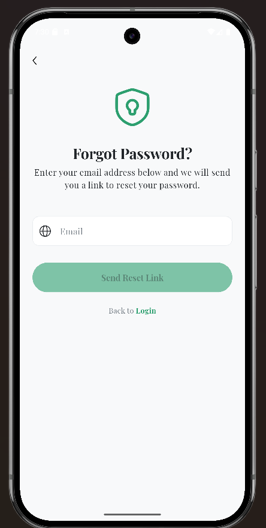 Forgot Password?
Enter your email address below and we will send
you a link to reset your password.
Email
Send Reset Link
Back to Login